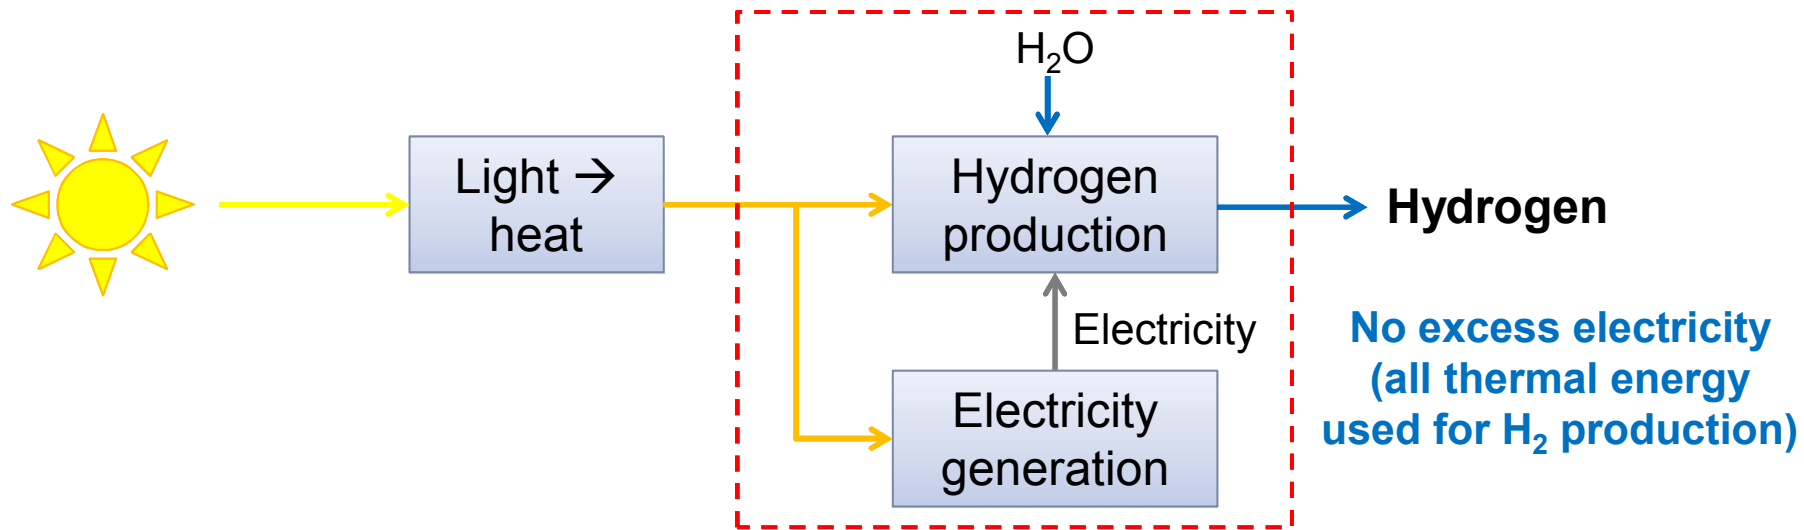 H₂O
Light →
heat
Hydrogen
production
Hydrogen
Electricity
Electricity
generation
No excess electricity
(all thermal energy
used for H₂ production)